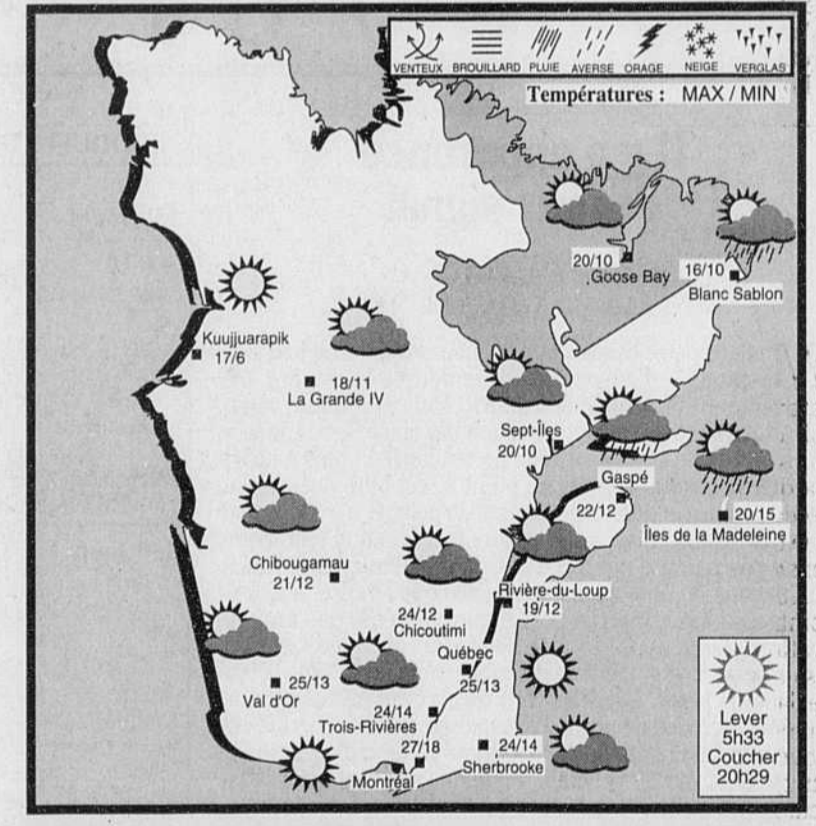 VENTEUX BROUILLARD PLUIE AVERSE ORAGE NEIGE VERGLAS
Températures : MAX / MIN
20/10
Goose Bay
16/10
Blanc Sablon
Kuujjuarapik
17/6
18/11
La Grande IV
Sept-Îles
20/10
Gaspé
22/12
20/15
Îles de la Madeleine
Chibougamau
21/12
Rivière-du-Loup
19/12
24/12
Chicoutimi
Québec
25/13
25/13
Val d'Or
24/14
Trois-Rivières
27/18
Montréal
24/14
Sherbrooke
Lever
5h33
Coucher
20h29